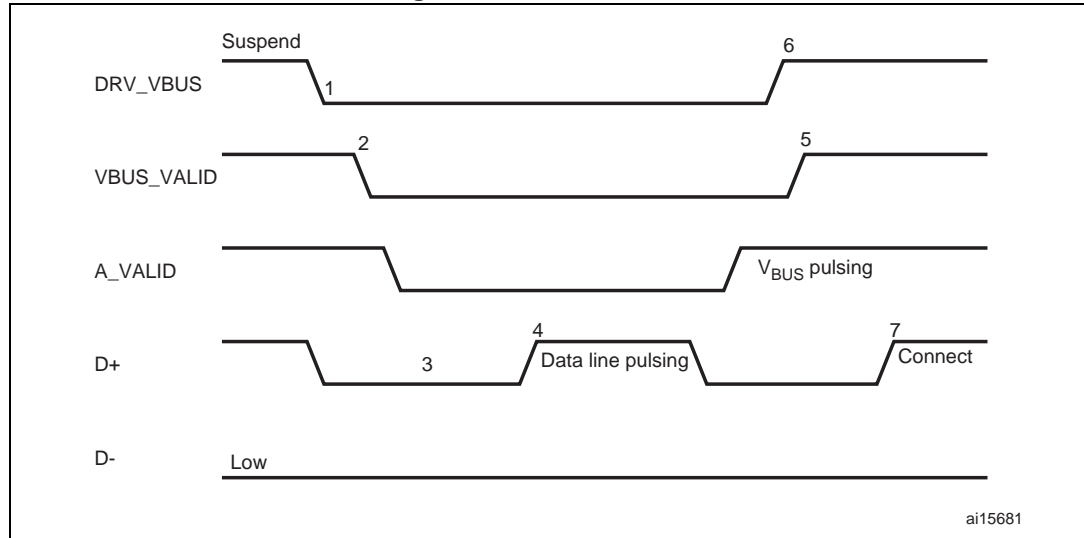 Suspend
6
DRV_VBUS
1
2
5
VBUS_VALID
A_VALID
VBUS pulsing
4
7
D+
3
Data line pulsing
Connect
D-
Low
ai15681